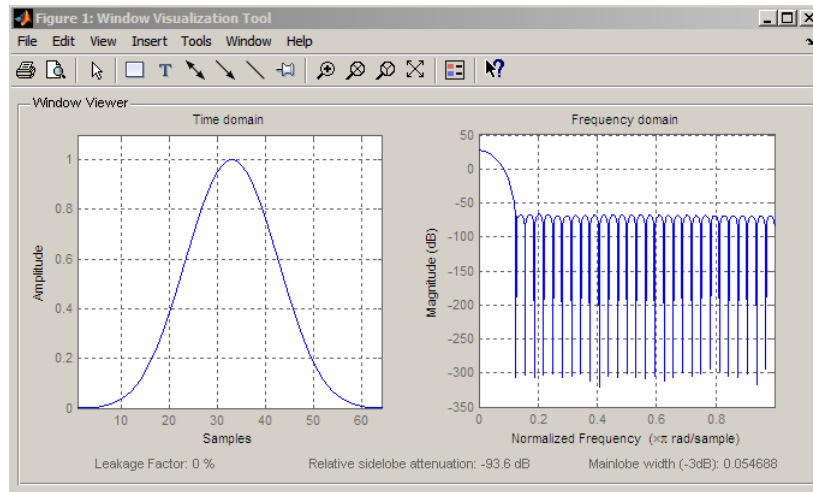 Figure 1: Window Visualization Tool
File Edit View Insert Tools Window Help
T
?
Window Viewer
Time domain
1
0.8
0.6
0.4
0.2
0
10 20 30 40 50 60
Amplitude
Samples
Frequency domain
50
0
-50
-100
-150
-200
-250
-300
-350
0 0.2 0.4 0.6 0.8
Magnitude (dB)
Normalized Frequency (×π rad/sample)
Leakage Factor: 0 % Relative sidelobe attenuation: -93.6 dB Mainlobe width (-3dB): 0.054688